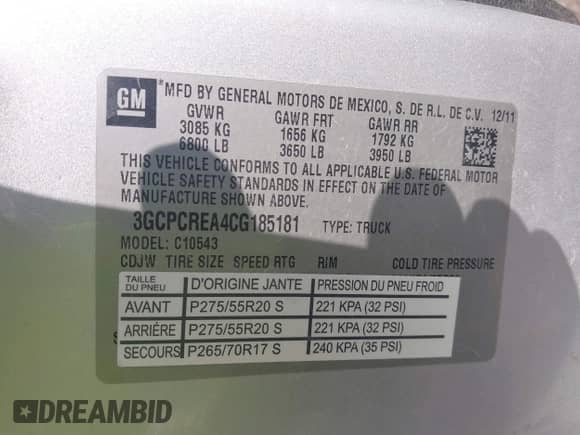 GM
*MFD BY GENERAL MOTORS DE MEXICO, S. DE R.L. DE C.V. 12/11
GVWR GAWR FRT GAWR RR
3085 KG 1656 KG 1792 KG
6800 LB 3650 LB 3950 LB
THIS VEHICLE CONFORMS TO ALL APPLICABLE U.S. FEDERAL MOTOR
VEHICLE SAFETY STANDARDS IN EFFECT ON THE DATE OF
MANUFACTURE SHOWN ABOVE.
3GCPCREA4CG185181 TYPE: TRUCK
MODEL: C10543
CDJW TIRE SIZE SPEED RTG RIM COLD TIRE PRESSURE
TAILLE DU PNEU D'ORIGINE JANTE PRESSION DU PNEU FROID
AVANT P275/55R20 S 221 KPA (32 PSI)
ARRIÈRE P275/55R20 S 221 KPA (32 PSI)
SECOURS P265/70R17 S 240 KPA (35 PSI)
DREAMBID